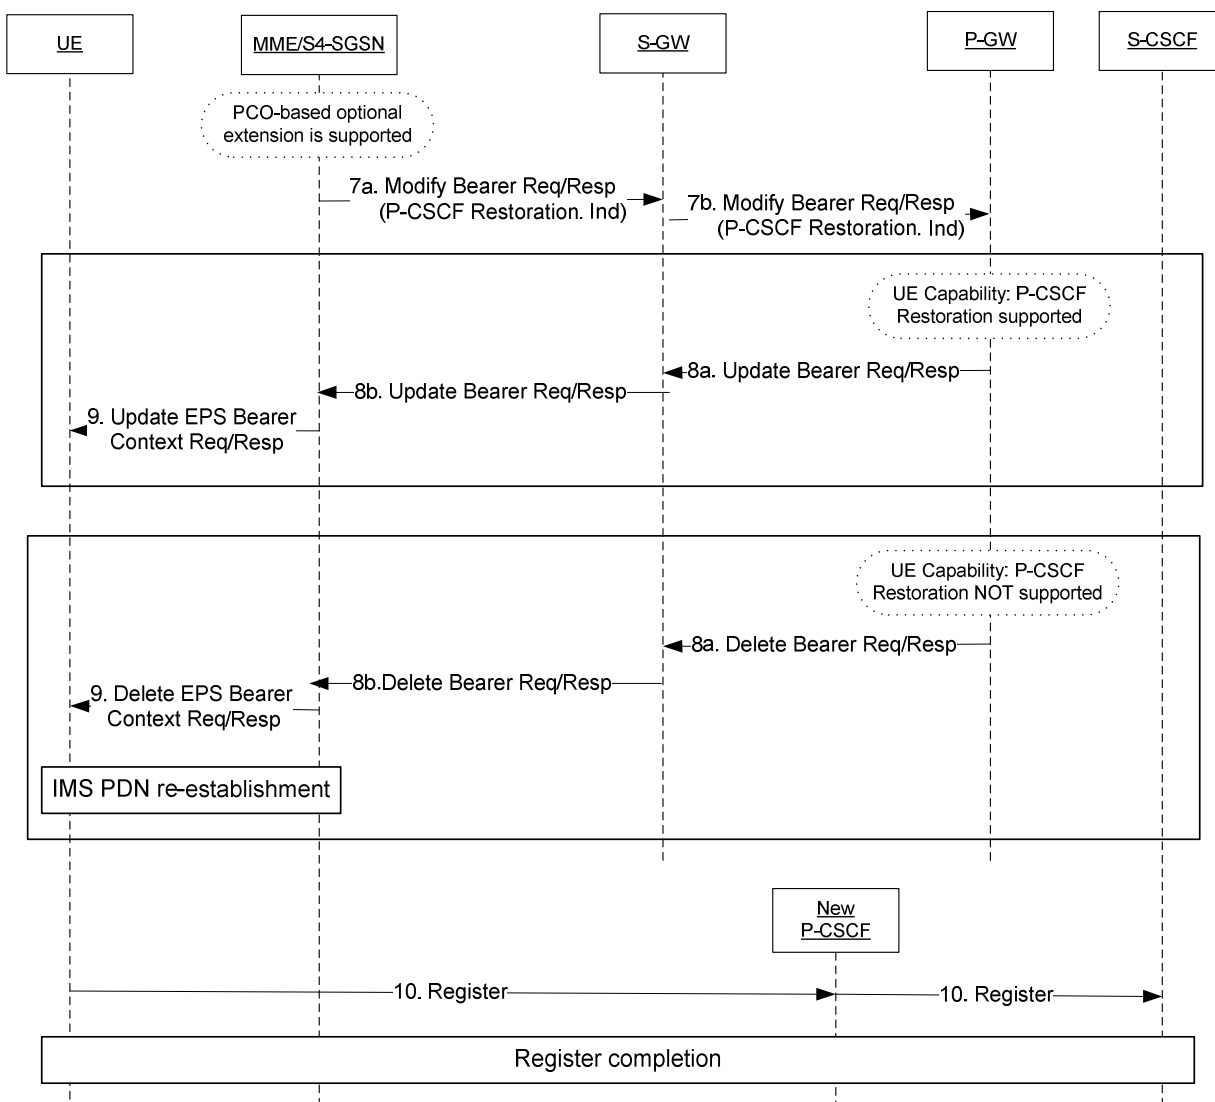 UE
MME/S4-SGSN
S-GW
P-GW
S-CSCF
PCO-based optional
extension is supported
7a. Modify Bearer Req/Resp
(P-CSCF Restoration. Ind)
7b. Modify Bearer Req/Resp
(P-CSCF Restoration. Ind)
UE Capability: P-CSCF
Restoration supported
8a. Update Bearer Req/Resp
8b. Update Bearer Req/Resp
9. Update EPS Bearer
Context Req/Resp
UE Capability: P-CSCF
Restoration NOT supported
8a. Delete Bearer Req/Resp
8b.Delete Bearer Req/Resp
9. Delete EPS Bearer
Context Req/Resp
IMS PDN re-establishment
New
P-CSCF
10. Register
10. Register
Register completion